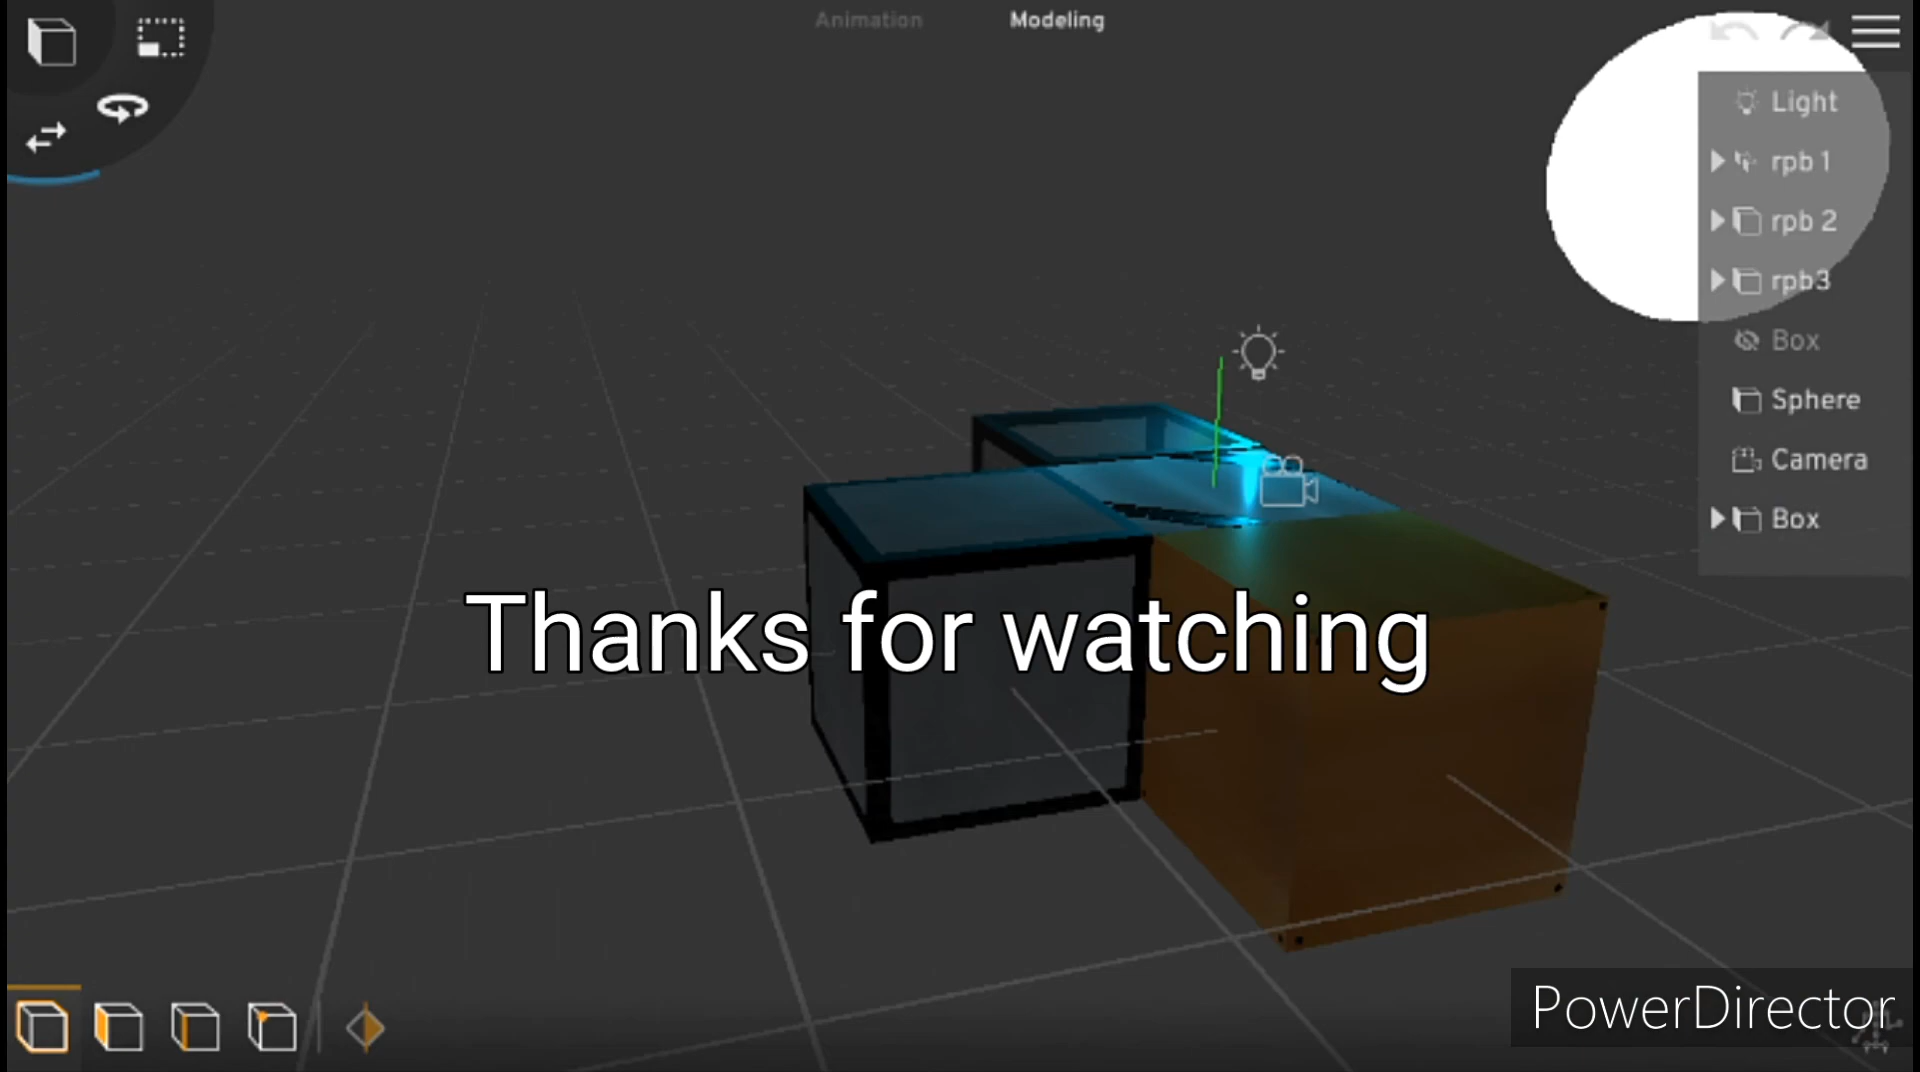 Animation
Modeling
Light
rpb 1
rpb 2
rpb3
Box
Sphere
Camera
Box
Thanks for watching
PowerDirector